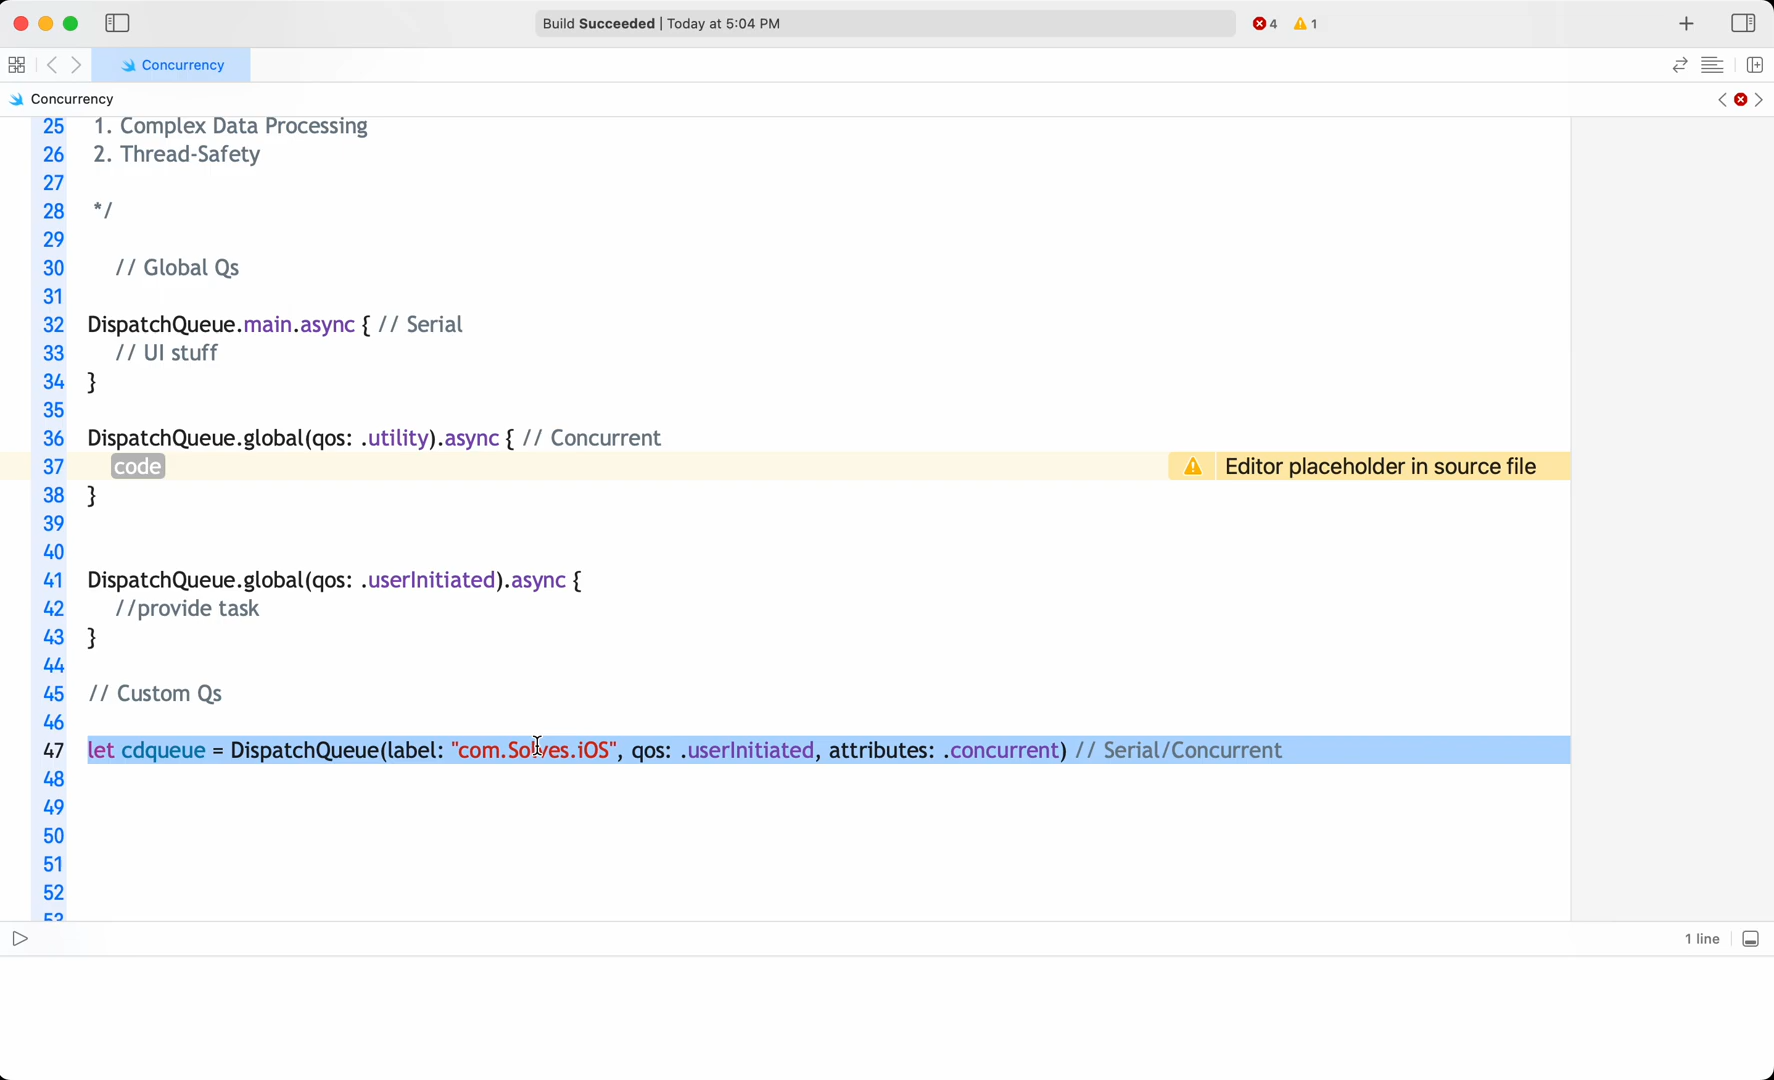 Build Succeeded | Today at 5:04 PM
4
1
Concurrency
Concurrency
25 1. Complex Data Processing
26 2. Thread-Safety
27
28 */
29
30 // Global Qs
31
32 DispatchQueue.main.async { // Serial
33 // UI stuff
34 }
35
36 DispatchQueue.global(qos: .utility).async { // Concurrent
37 code Editor placeholder in source file
38 }
39
40
41 DispatchQueue.global(qos: .userInitiated).async {
42 //provide task
43 }
44
45 // Custom Qs
46
47 let cdqueue = DispatchQueue(label: "com.Solves.iOS", qos: .userInitiated, attributes: .concurrent) // Serial/Concurrent
48
49
50
51
52
53
1 line